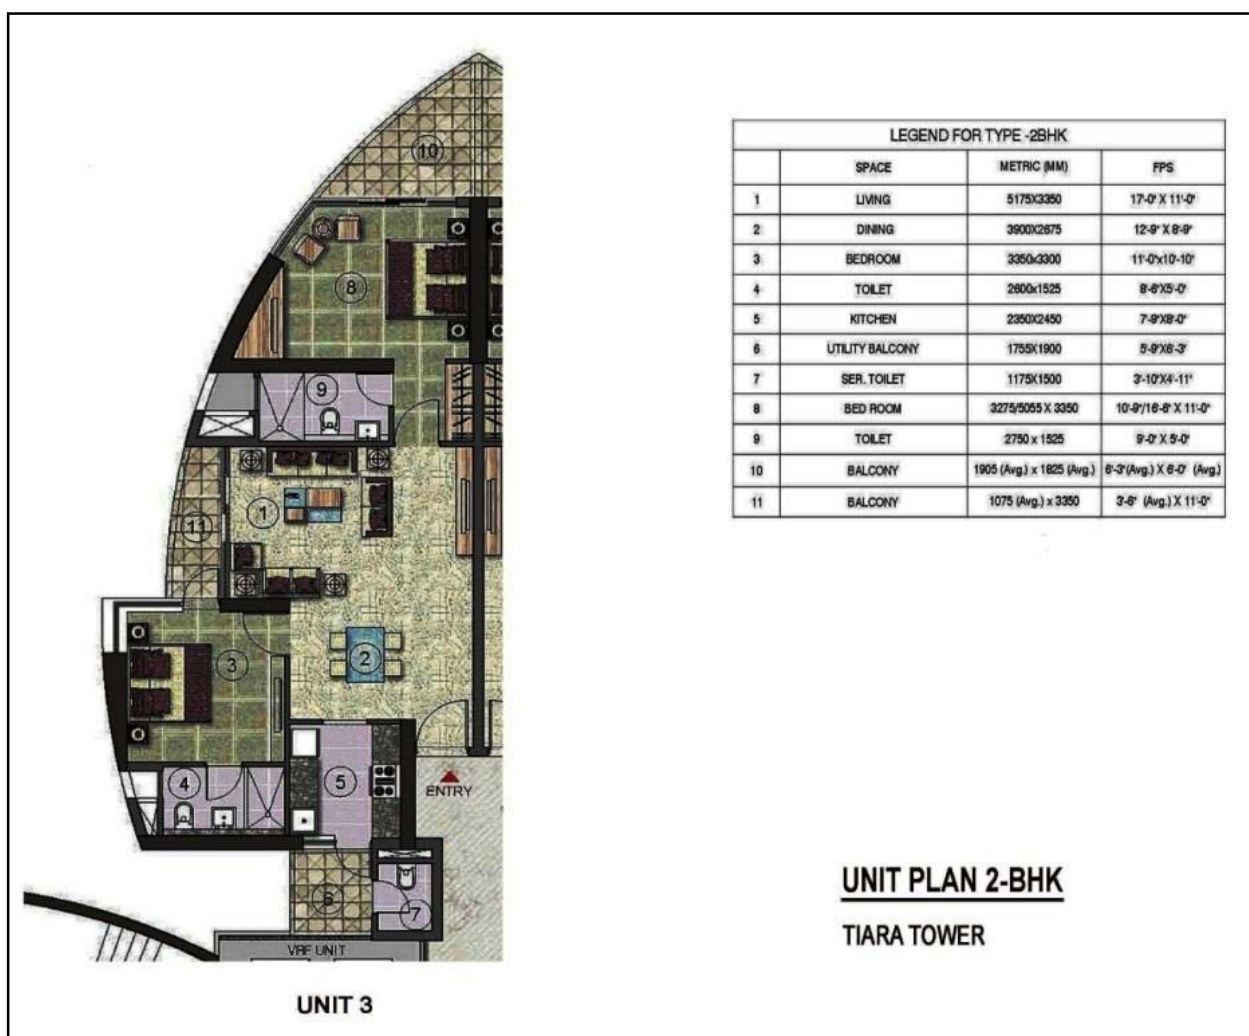 LEGEND FOR TYPE -2BHK
SPACE METRIC (MM) FPS
1 LIVING 5175X3350 17'-0" X 11'-0"
2 DINING 3900X2675 12'-9" X 8'-9"
3 BEDROOM 3350x3300 11'-0"x10'-10"
4 TOILET 2600x1525 8'-6"X5'-0"
5 KITCHEN 2350X2450 7'-9"X8'-0"
6 UTILITY BALCONY 1755X1900 5'-9"X6'-3"
7 SER. TOILET 1175X1500 3'-10"X4'-11"
8 BED ROOM 3275/5055 X 3350 10'-9"/16'-6" X 11'-0"
9 TOILET 2750 x 1525 9'-0" X 5'-0"
10 BALCONY 1905 (Avg.) x 1825 (Avg.) 6'-3"(Avg.) X 6'-0" (Avg.)
11 BALCONY 1075 (Avg.) x 3350 3'-6" (Avg.) X 11'-0"
10
8
9
1
11
2
3
4
5
ENTRY
6
7
VRF UNIT
UNIT 3
UNIT PLAN 2-BHK
TIARA TOWER